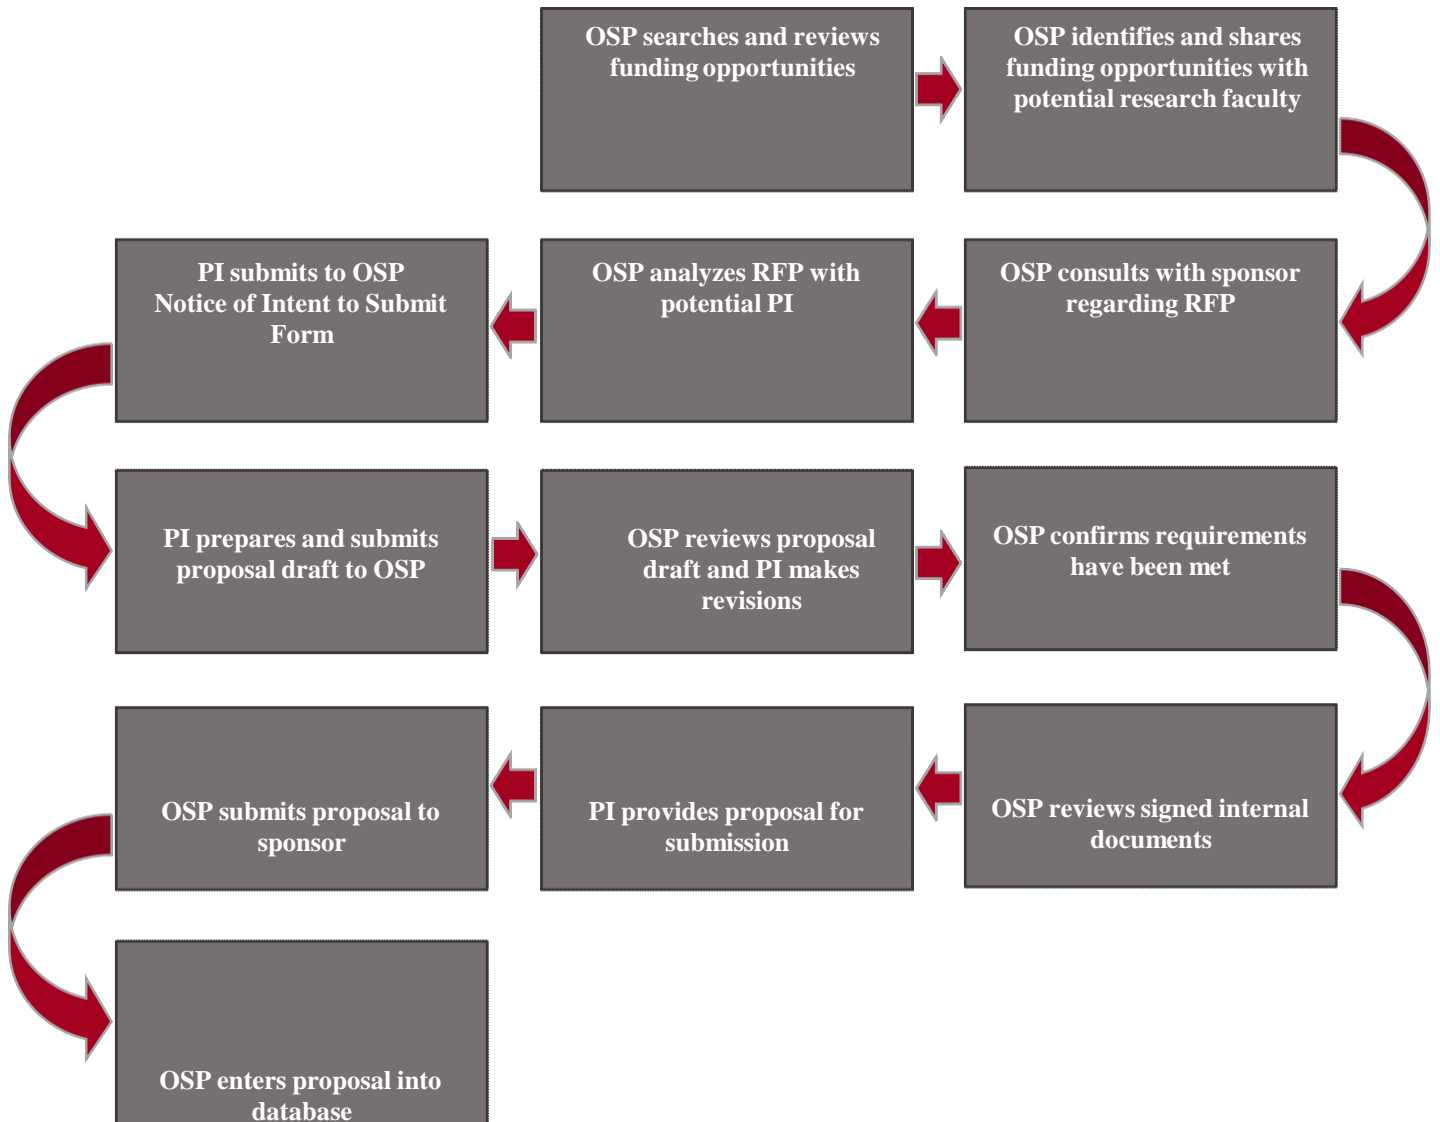 OSP searches and reviews
funding opportunities
OSP identifies and shares
funding opportunities with
potential research faculty
OSP consults with sponsor
regarding RFP
OSP analyzes RFP with
potential PI
PI submits to OSP
Notice of Intent to Submit
Form
PI prepares and submits
proposal draft to OSP
OSP reviews proposal
draft and PI makes
revisions
OSP confirms requirements
have been met
OSP reviews signed internal
documents
PI provides proposal for
submission
OSP submits proposal to
sponsor
OSP enters proposal into
database